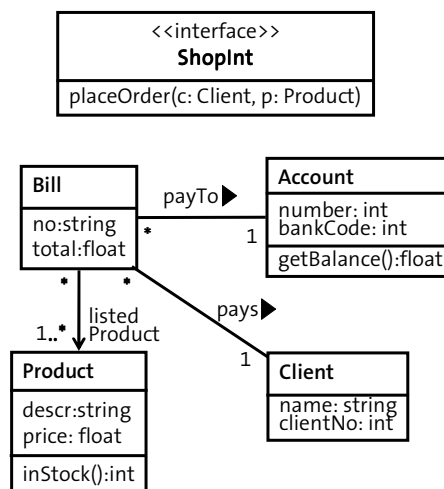 <<interface>>
ShopInt
placeOrder(c: Client, p: Product)
Bill
no:string
total:float
payTo▶
*
1
Account
number: int
bankCode: int
getBalance():float
*
*
listed
Product
1..*
pays▶
1
Product
descr:string
price: float
inStock():int
Client
name: string
clientNo: int